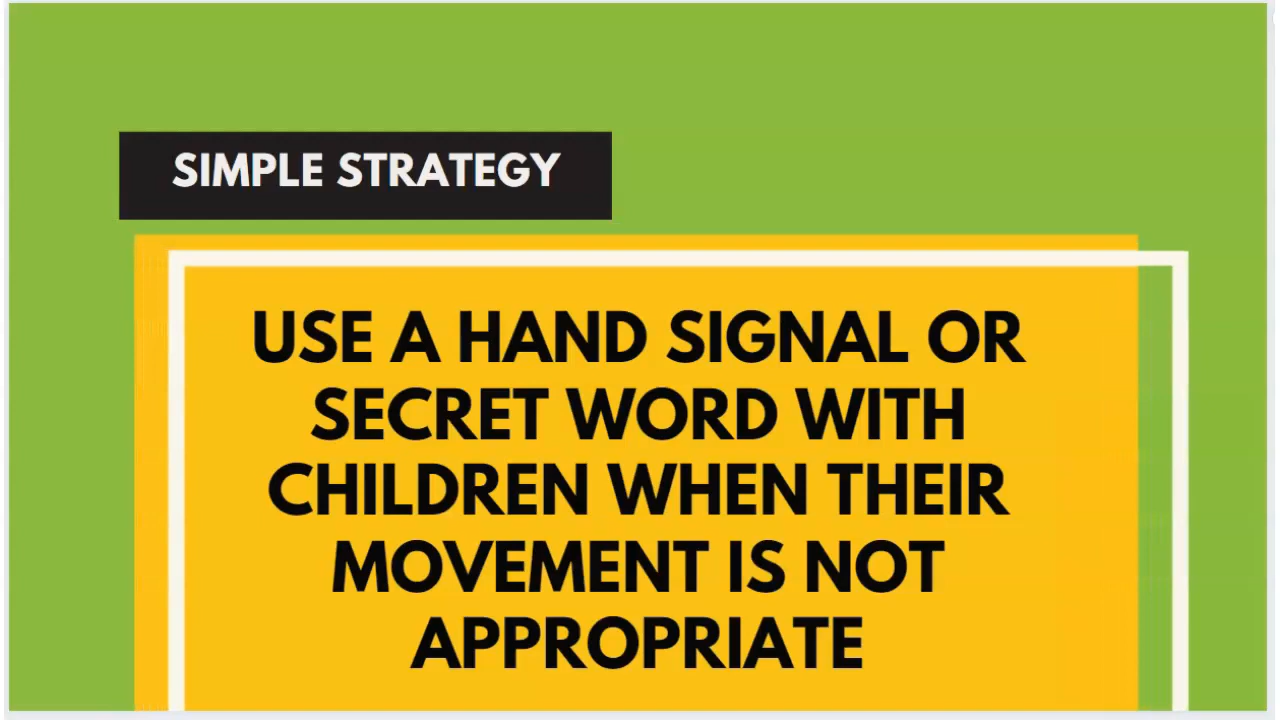 SIMPLE STRATEGY
USE A HAND SIGNAL OR
SECRET WORD WITH
CHILDREN WHEN THEIR
MOVEMENT IS NOT
APPROPRIATE